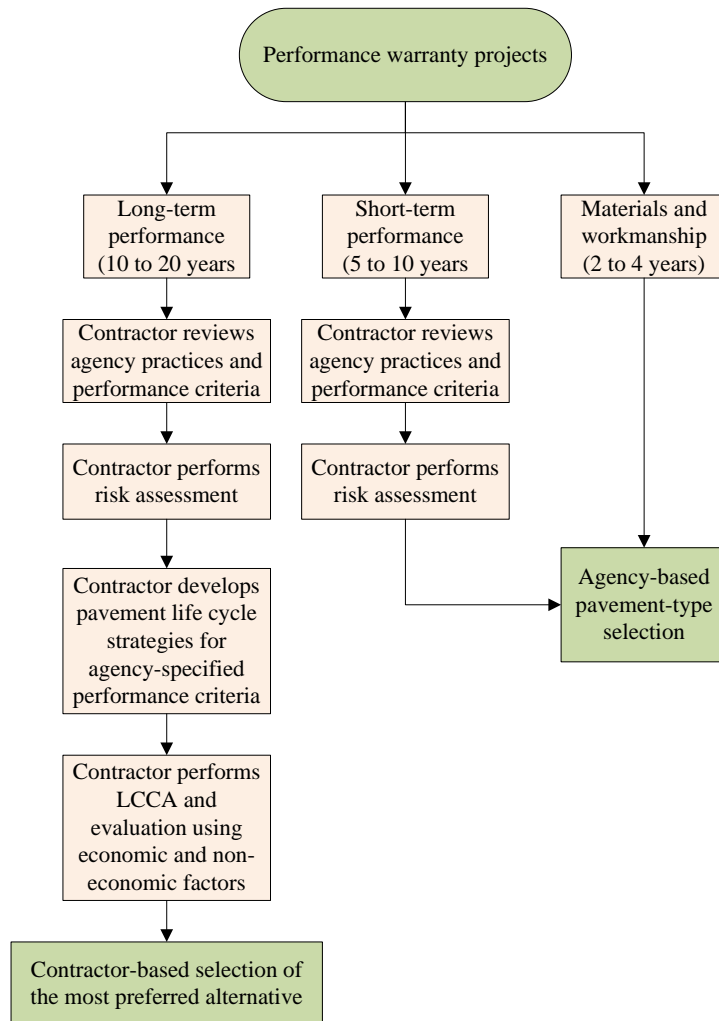 Performance warranty projects
Long-term
performance
(10 to 20 years
Short-term
performance
(5 to 10 years
Materials and
workmanship
(2 to 4 years)
Contractor reviews
agency practices and
performance criteria
Contractor reviews
agency practices and
performance criteria
Contractor performs
risk assessment
Contractor performs
risk assessment
Contractor develops
pavement life cycle
strategies for
agency-specified
performance criteria
Agency-based
pavement-type
selection
Contractor performs
LCCA and
evaluation using
economic and non-
economic factors
Contractor-based selection of
the most preferred alternative